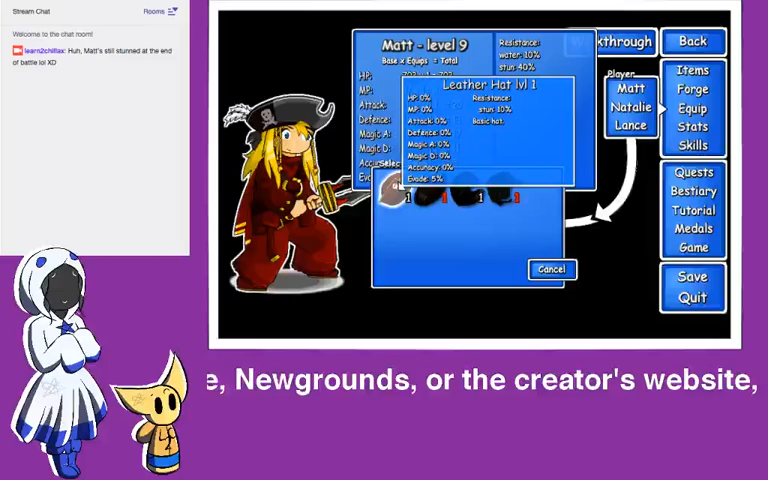 Stream Chat
Rooms
Welcome to the chat room!
learn2chillax: Huh, Matt's still stunned at the end
of battle lol XD
Matt - level 9
Base x Equips = Total
HP:
MP:
Attack:
Defence:
Magic A:
Magic D:
Resistance:
water: 10%
stun: 40%
kthrough
Back
Leather Hat lvl 1
HP: 0%
MP: 0%
Attack: 0%
Defence: 0%
Magic A: 0%
Magic D: 0%
Accuracy: 0%
Evade: 5%
Resistance:
stun: 10%
Basic hat.
1
1
1
1
Cancel
Player
Matt
Natalie
Lance
Items
Forge
Equip
Stats
Skills
Quests
Bestiary
Tutorial
Medals
Game
Save
Quit
e, Newgrounds, or the creator's website,